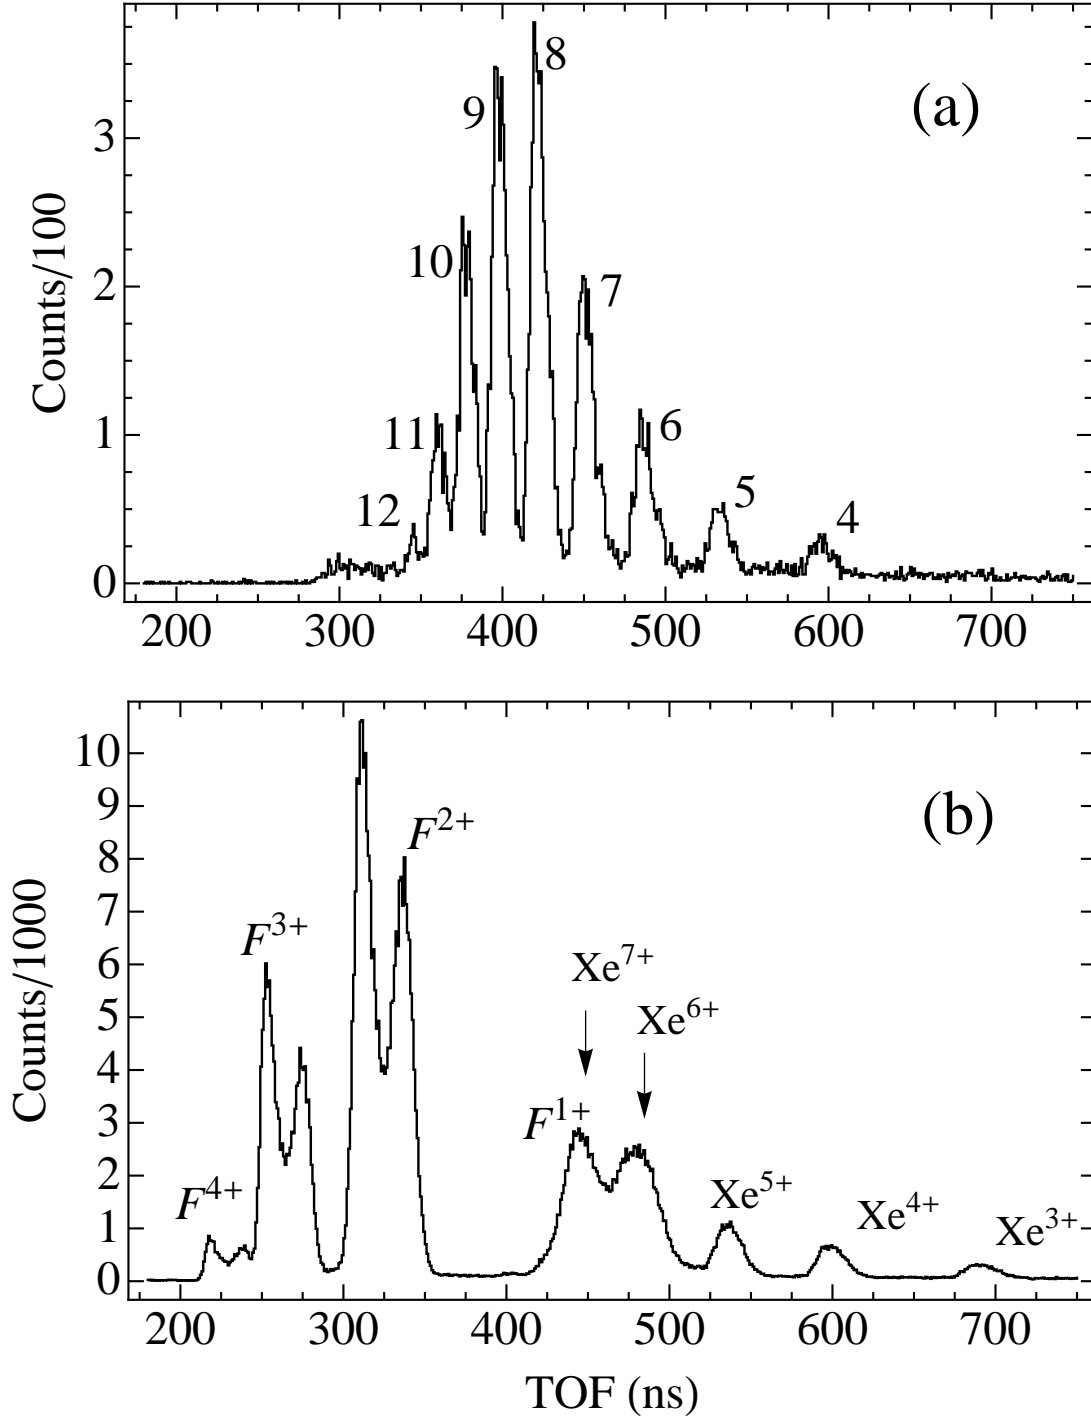 (a)
Counts/100
3
2
1
0
12
11
10
9
8
7
6
5
4
200 300 400 500 600 700
(b)
Counts/1000
10
9
8
7
6
5
4
3
2
1
0
F⁴⁺
F³⁺
F²⁺
F¹⁺
Xe⁷⁺
Xe⁶⁺
Xe⁵⁺
Xe⁴⁺
Xe³⁺
200 300 400 500 600 700
TOF (ns)